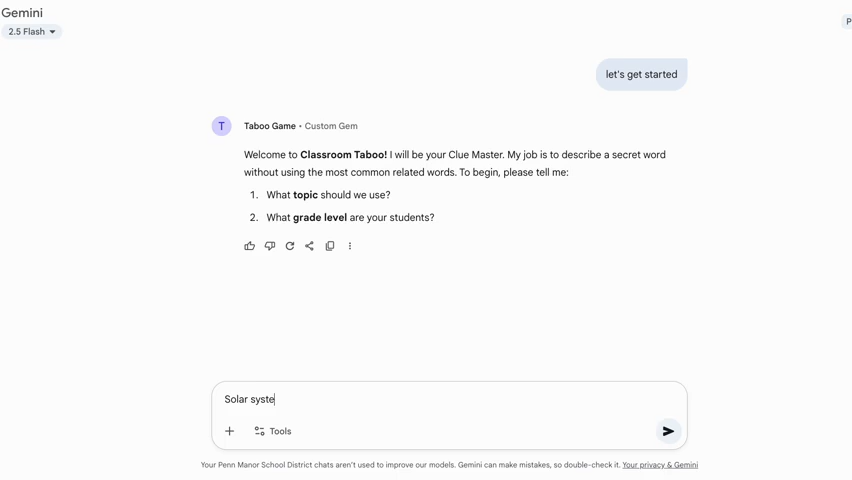 Gemini
2.5 Flash
P
let's get started
T
Taboo Game • Custom Gem
Welcome to Classroom Taboo! I will be your Clue Master. My job is to describe a secret word
without using the most common related words. To begin, please tell me:
1. What topic should we use?
2. What grade level are your students?
Solar syste
Tools
Your Penn Manor School District chats aren't used to improve our models. Gemini can make mistakes, so double-check it. Your privacy & Gemini